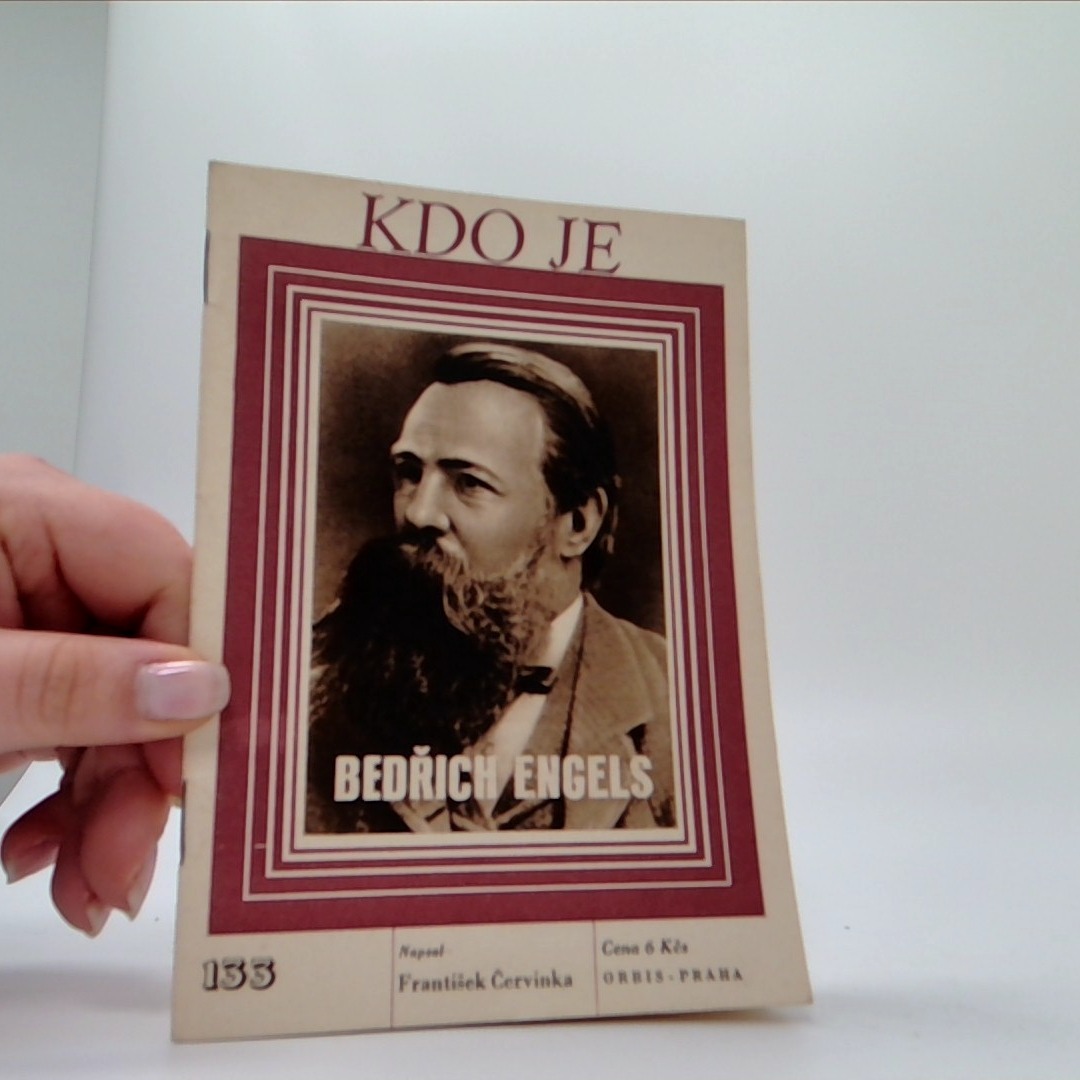 KDO JE
BEDŘICH ENGELS
133
Napsal
František Červinka
Cena 6 Kčs
ORBIS - PRAHA